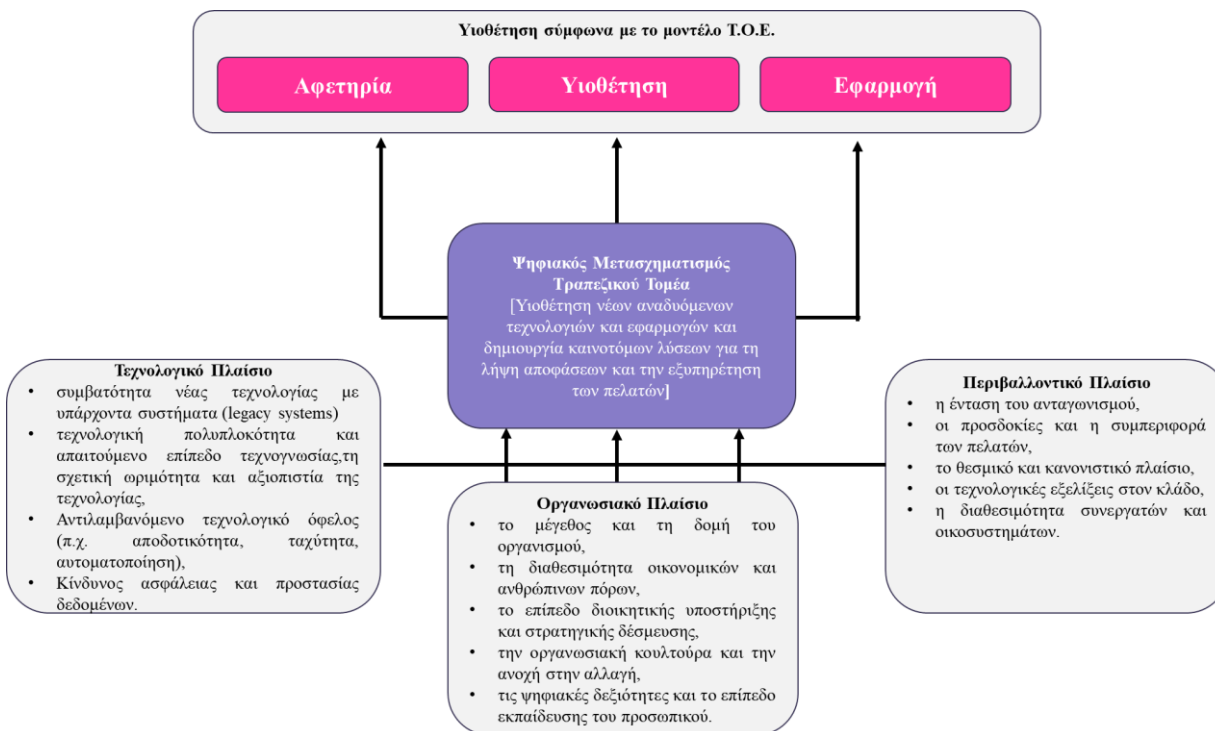 Υιοθέτηση σύμφωνα με το μοντέλο Τ.Ο.Ε.
Αφετηρία
Υιοθέτηση
Εφαρμογή
Ψηφιακός Μετασχηματισμός
Τραπεζικού Τομέα
[Υιοθέτηση νέων αναδυόμενων
τεχνολογιών και εφαρμογών και
δημιουργία καινοτόμων λύσεων για τη
λήψη αποφάσεων και την εξυπηρέτηση
των πελατών]
Τεχνολογικό Πλαίσιο
• συμβατότητα νέας τεχνολογίας με
υπάρχοντα συστήματα (legacy systems)
• τεχνολογική πολυπλοκότητα και
απαιτούμενο επίπεδο τεχνογνωσίας,τη
σχετική ωριμότητα και αξιοπιστία της
τεχνολογίας,
• Αντιλαμβανόμενο τεχνολογικό όφελος
(π.χ. αποδοτικότητα, ταχύτητα,
αυτοματοποίηση),
• Κίνδυνος ασφάλειας και προστασίας
δεδομένων.
Οργανωσιακό Πλαίσιο
• το μέγεθος και τη δομή του
οργανισμού,
• τη διαθεσιμότητα οικονομικών και
ανθρώπινων πόρων,
• το επίπεδο διοικητικής υποστήριξης
και στρατηγικής δέσμευσης,
• την οργανωσιακή κουλτούρα και την
ανοχή στην αλλαγή,
• τις ψηφιακές δεξιότητες και το επίπεδο
εκπαίδευσης του προσωπικού.
Περιβαλλοντικό Πλαίσιο
• η ένταση του ανταγωνισμού,
• οι προσδοκίες και η συμπεριφορά
των πελατών,
• το θεσμικό και κανονιστικό πλαίσιο,
• οι τεχνολογικές εξελίξεις στον κλάδο,
• η διαθεσιμότητα συνεργατών και
οικοσυστημάτων.